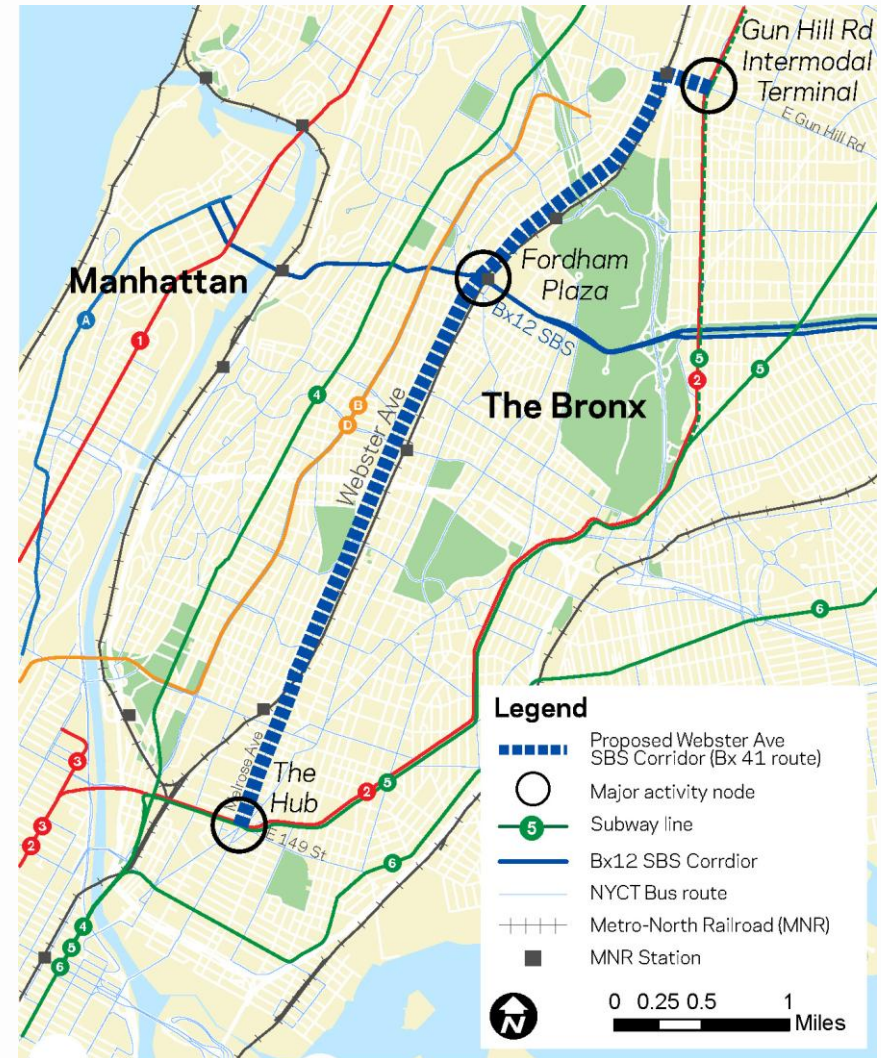 Gun Hill Rd
Intermodal
Terminal
E Gun Hill Rd
Manhattan
Fordham
Plaza
Bx12 SBS
A
1
5
2
5
The Bronx
4
B
D
Webster Ave
6
3
2
3
Melrose Ave
The
Hub
E 149 St
2
5
6
4
5
6
Legend
Proposed Webster Ave
SBS Corridor (Bx 41 route)
Major activity node
5
Subway line
Bx12 SBS Corrdior
NYCT Bus route
Metro-North Railroad (MNR)
MNR Station
N
0 0.25 0.5 1
Miles